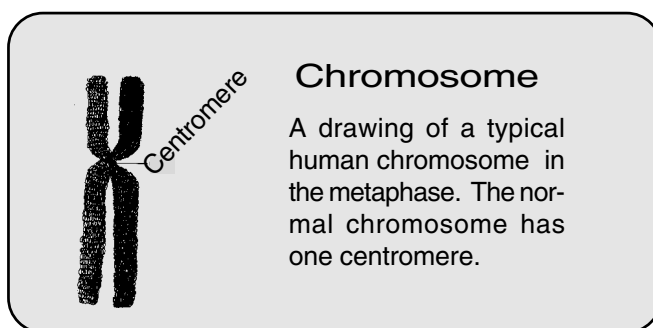 Centromere
Chromosome
A drawing of a typical
human chromosome in
the metaphase. The nor-
mal chromosome has
one centromere.